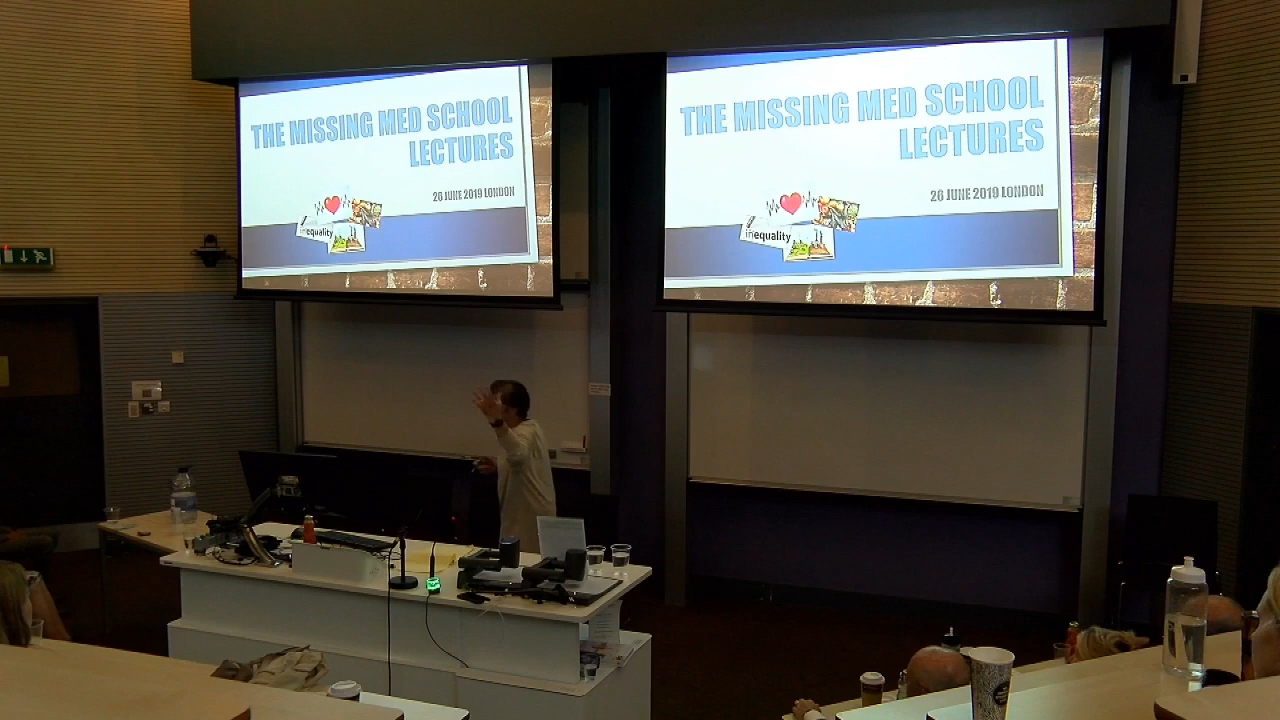 THE MISSING MED SCHOOL
LECTURES
26 JUNE 2019 LONDON
inequality
THE MISSING MED SCHOOL
LECTURES
26 JUNE 2019 LONDON
inequality